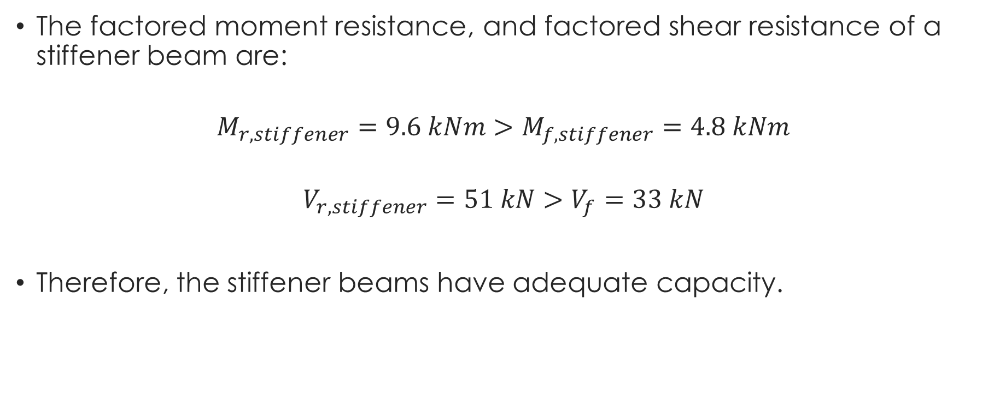 • The factored moment resistance, and factored shear resistance of a
stiffener beam are:
M_{r,stiffener} = 9.6 kNm > M_{f,stiffener} = 4.8 kNm
V_{r,stiffener} = 51 kN > V_f = 33 kN
• Therefore, the stiffener beams have adequate capacity.